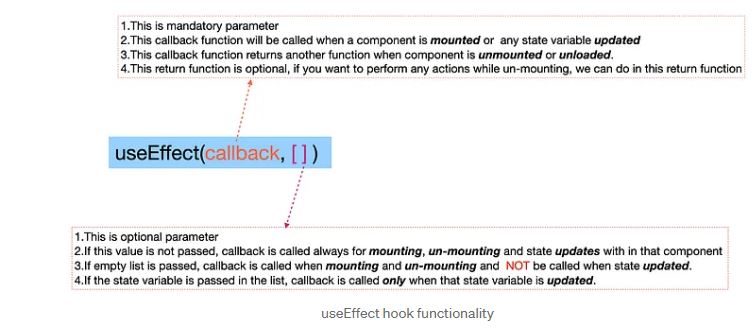 1.This is mandatory parameter
2.This callback function will be called when a component is mounted or any state variable updated
3.This callback function returns another function when component is unmounted or unloaded.
4.This return function is optional, if you want to perform any actions while un-mounting, we can do in this return function
useEffect(callback, [ ] )
1.This is optional parameter
2.If this value is not passed, callback is called always for mounting, un-mounting and state updates with in that component
3.If empty list is passed, callback is called when mounting and un-mounting and NOT be called when state updated.
4.If the state variable is passed in the list, callback is called only when that state variable is updated.
useEffect hook functionality